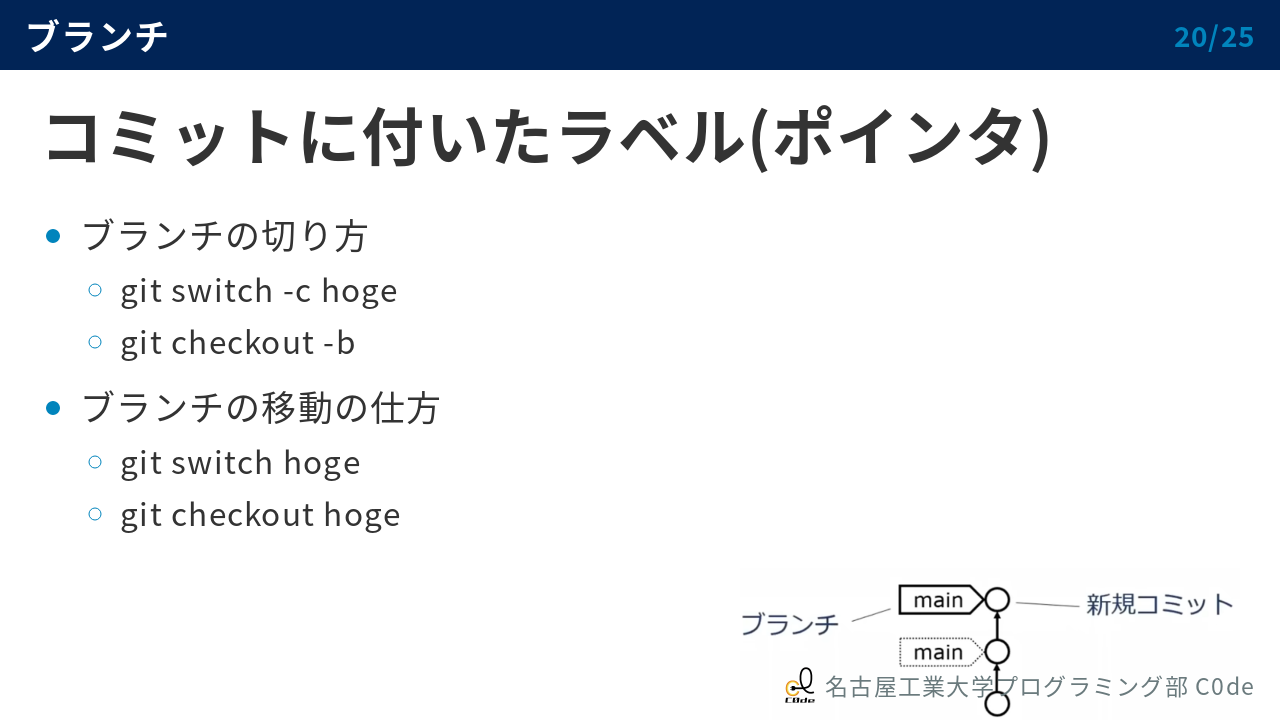 ブランチ
20/25
コミットに付いたラベル(ポインタ)
ブランチの切り方
git switch -c hoge
git checkout -b
ブランチの移動の仕方
git switch hoge
git checkout hoge
main
新規コミット
ブランチ
main
C0de
名古屋工業大学プログラミング部 C0de